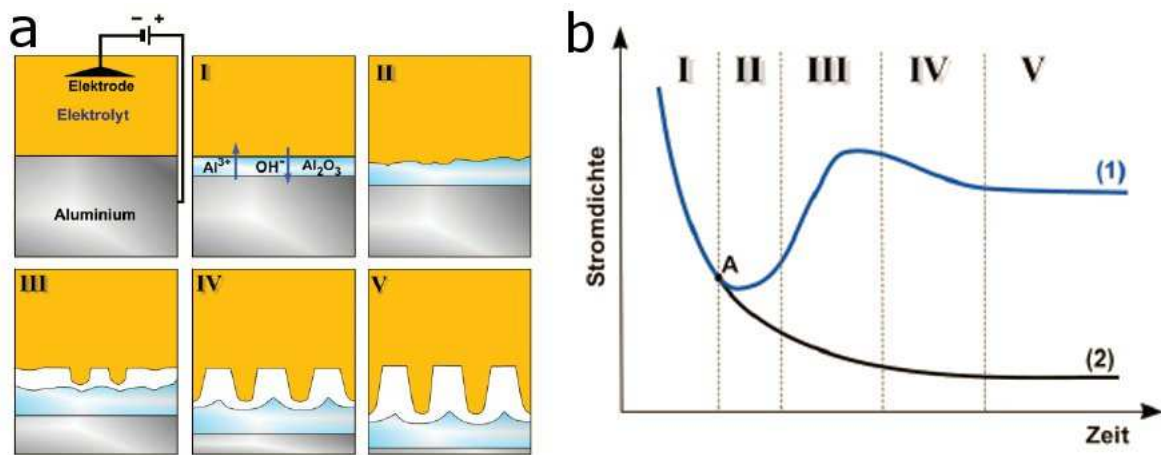 a
− +
Elektrode
Elektrolyt
Aluminium
I
Al³⁺ OH⁻ Al₂O₃
II
III
IV
V
b
Stromdichte
I II III IV V
A
(1)
(2)
Zeit